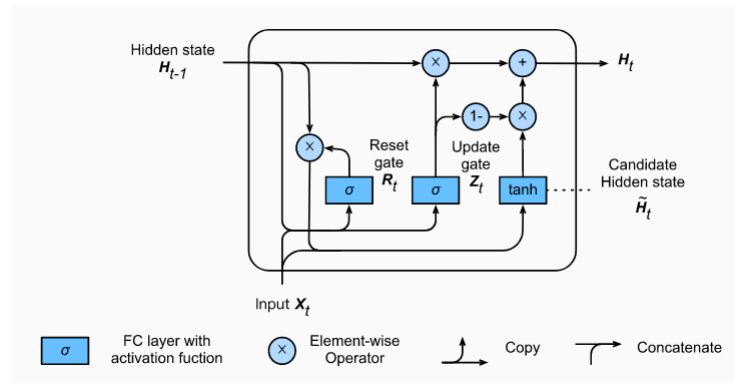 Hidden state
H_t-1
×
+
H_t
1-
×
×
Reset
gate
R_t
Update
gate
Z_t
σ
σ
tanh
Candidate
Hidden state
H̃_t
Input X_t
σ
FC layer with
activation fuction
×
Element-wise
Operator
Copy
Concatenate